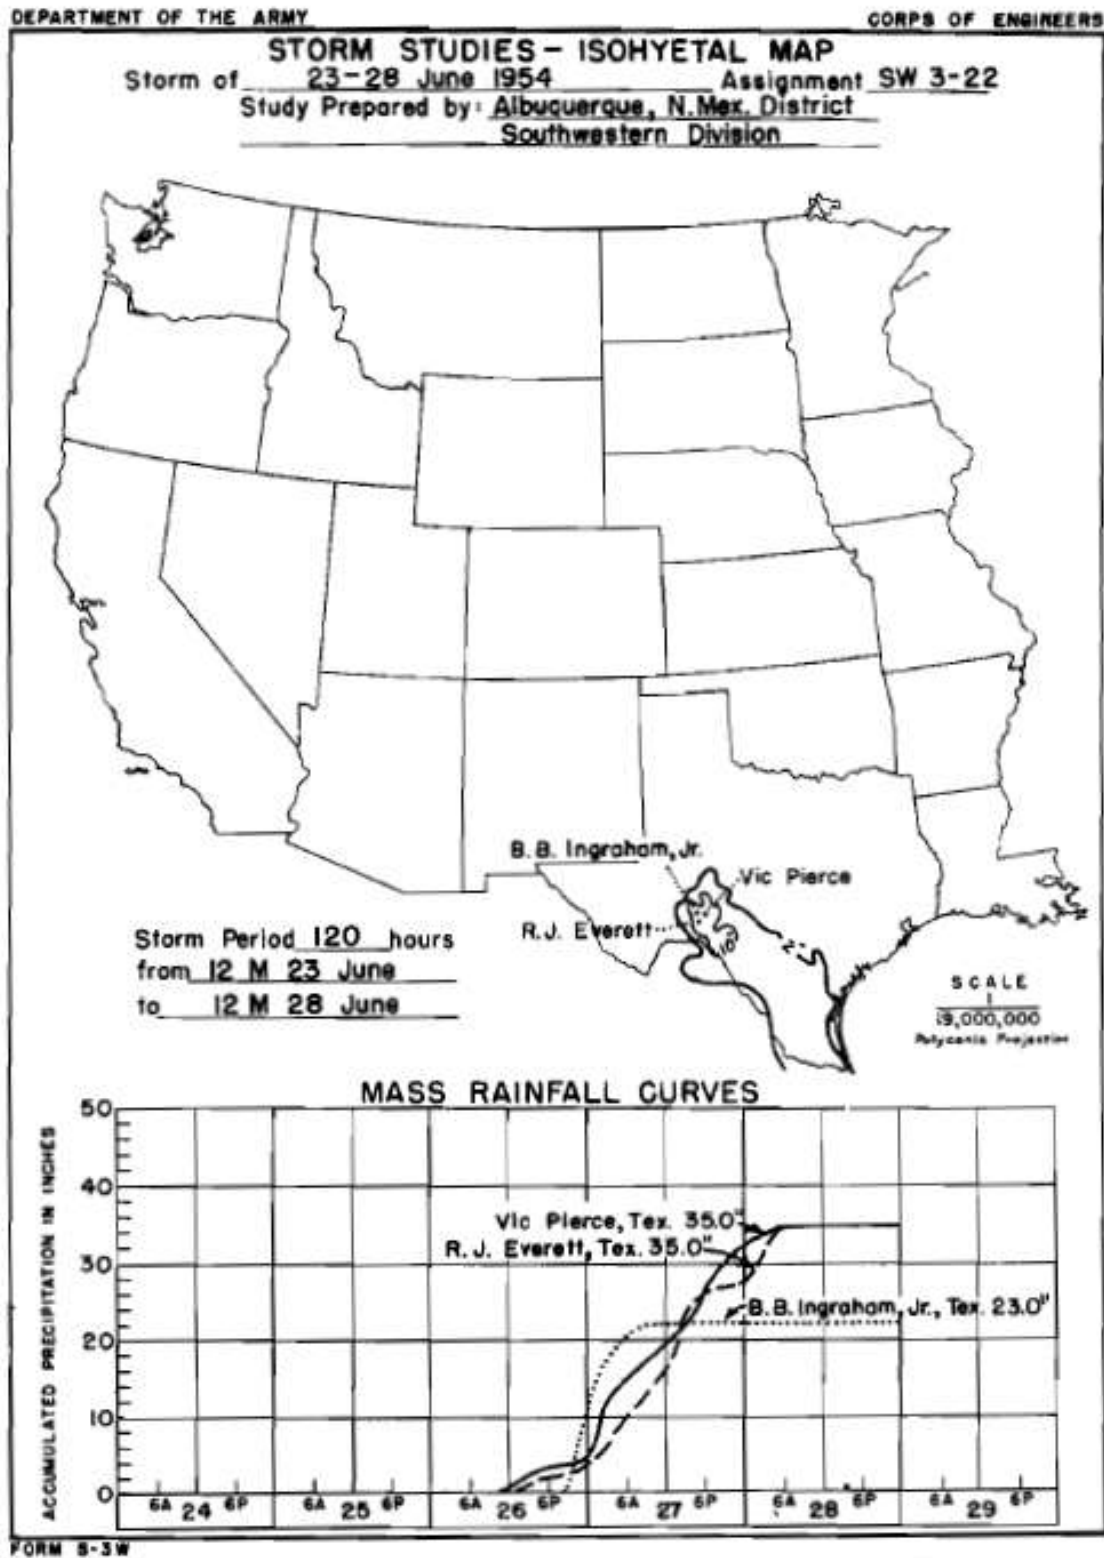 DEPARTMENT OF THE ARMY CORPS OF ENGINEERS
STORM STUDIES - ISOHYETAL MAP
Storm of 23-28 June 1954 Assignment SW 3-22
Study Prepared by: Albuquerque, N.Mex. District
Southwestern Division
B.B. Ingraham, Jr.
Vic Pierce
R.J. Everett
16
2
Storm Period 120 hours
from 12 M 23 June
to 12 M 28 June
SCALE
1
19,000,000
Polyconic Projection
MASS RAINFALL CURVES
ACCUMULATED PRECIPITATION IN INCHES
50
40
30
20
10
0
Vic Pierce, Tex. 35.0"
R.J. Everett, Tex. 35.0"
B.B. Ingraham, Jr., Tex. 23.0"
6A 24 6P 6A 25 6P 6A 26 6P 6A 27 6P 6A 28 6P 6A 29 6P
FORM S-3W